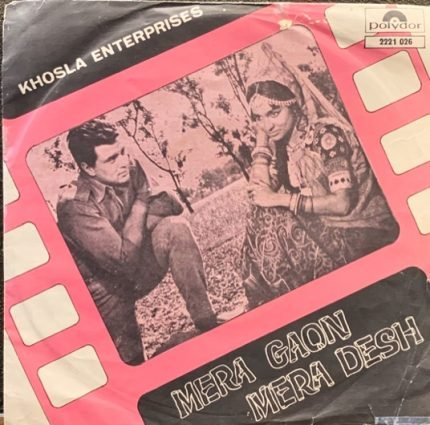 KHOSLA ENTERPRISES
Polydor
2221 026
MERA GAON
MERA DESH